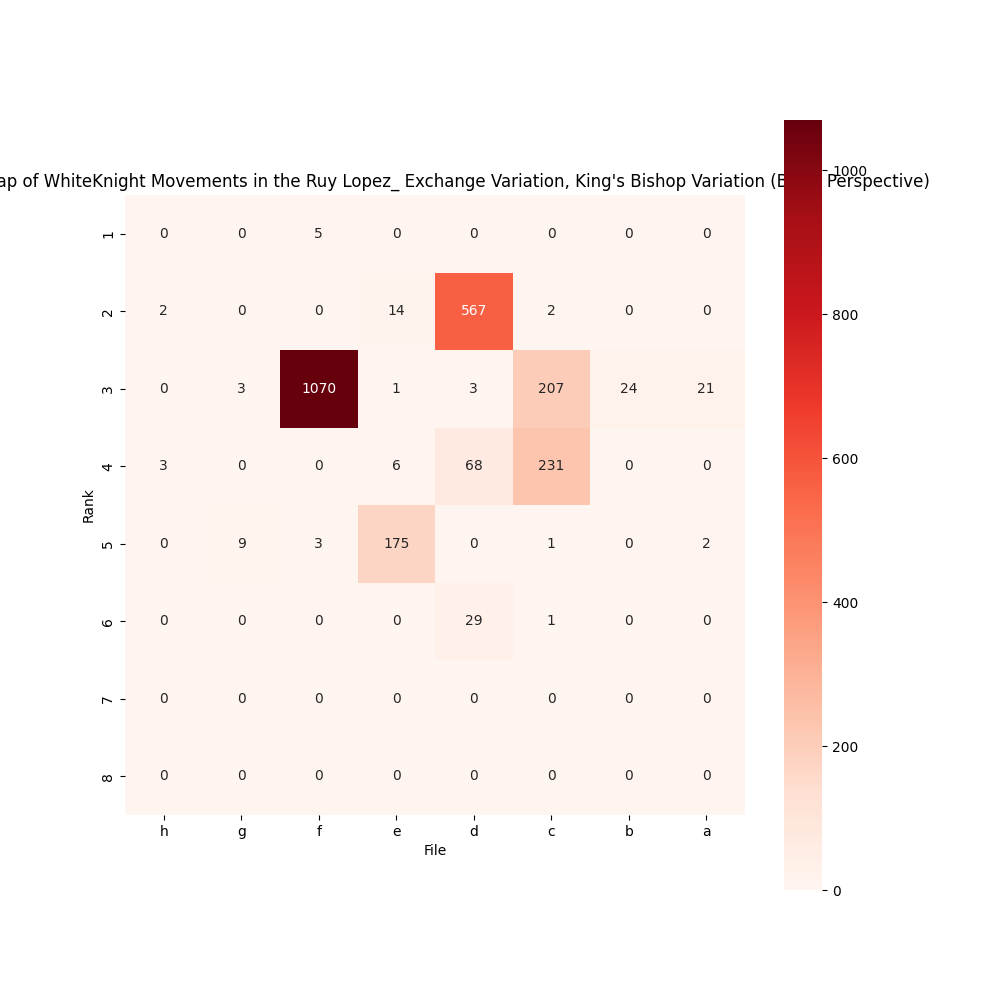 ap of WhiteKnight Movements in the Ruy Lopez_ Exchange Variation, King's Bishop Variation (B Perspective)
1 0 0 5 0 0 0 0 0
2 2 0 0 14 567 2 0 0
3 0 3 1070 1 3 207 24 21
4 3 0 0 6 68 231 0 0
5 0 9 3 175 0 1 0 2
6 0 0 0 0 29 1 0 0
7 0 0 0 0 0 0 0 0
8 0 0 0 0 0 0 0 0
Rank
h g f e d c b a
File
1000
800
600
400
200
0